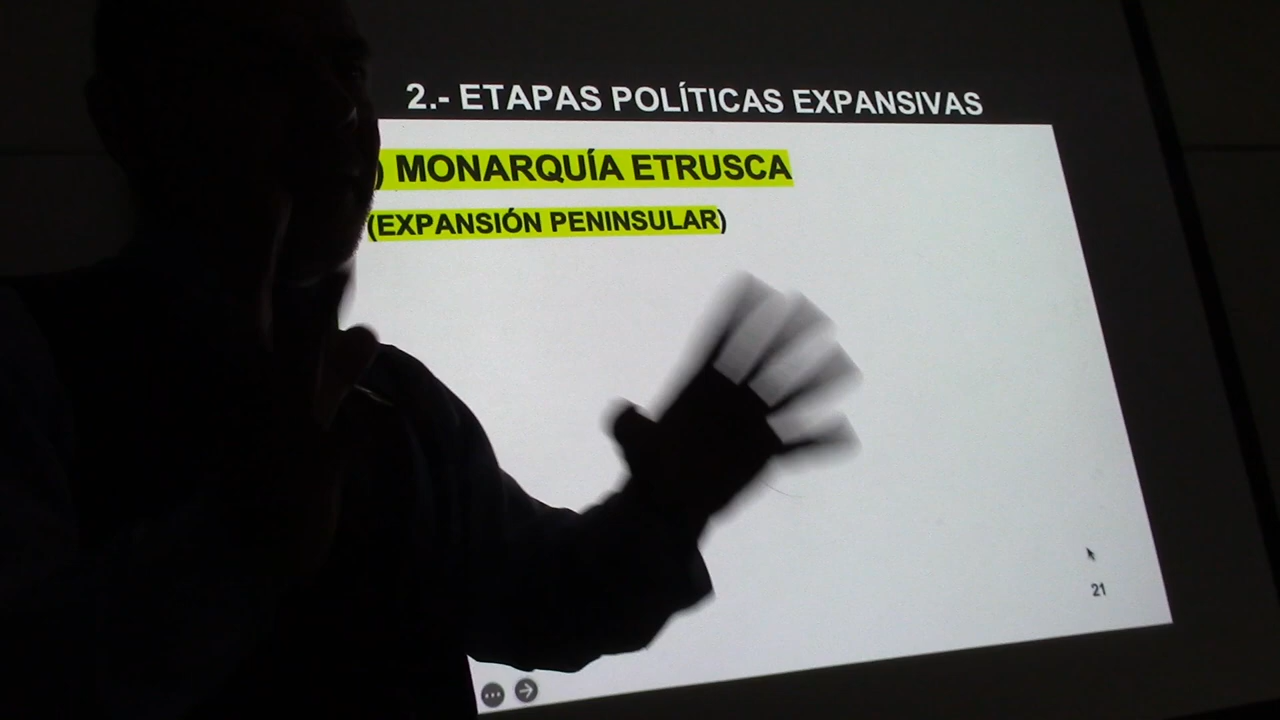 2.- ETAPAS POLÍTICAS EXPANSIVAS
) MONARQUÍA ETRUSCA
(EXPANSIÓN PENINSULAR)
21